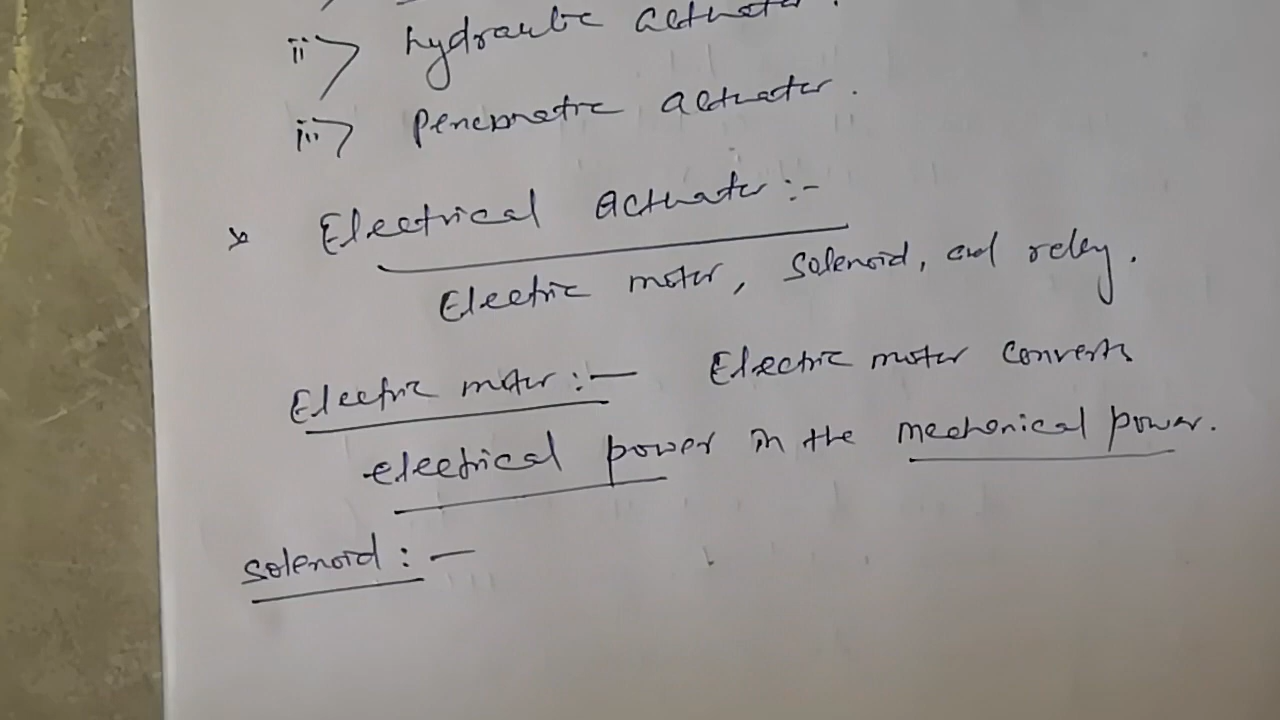 ii> hydraulic actuator.
iii> Penematic actuator.
* Electrical Actuator :-
Electric motor, Solenoid, and relay.
Electric motor :- Electric motor converts
electrical power in the mechanical power.
Solenoid : -